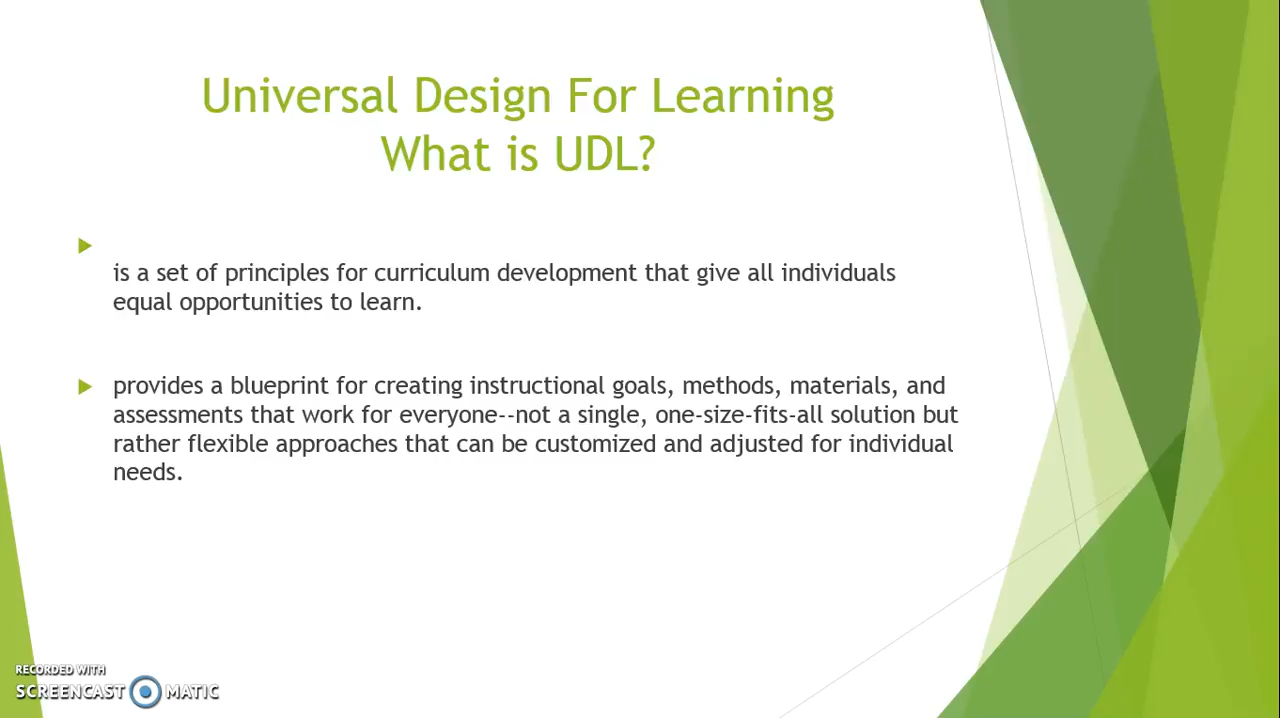 Universal Design For Learning
What is UDL?
is a set of principles for curriculum development that give all individuals
equal opportunities to learn.
provides a blueprint for creating instructional goals, methods, materials, and
assessments that work for everyone--not a single, one-size-fits-all solution but
rather flexible approaches that can be customized and adjusted for individual
needs.
RECORDED WITH
SCREENCAST MATIC